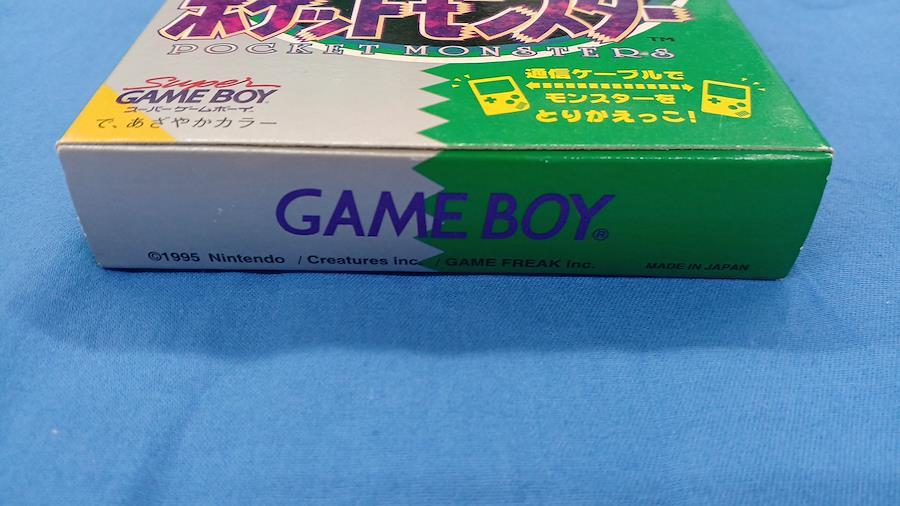 ポケットモンスター
POCKET MONSTERS TM
Super
GAME BOY
スーパーゲームボーイ
で、あざやかカラー
通信ケーブルで
モンスターを
とりかえっこ!
GAME BOY®
©1995 Nintendo / Creatures inc. / GAME FREAK inc. MADE IN JAPAN